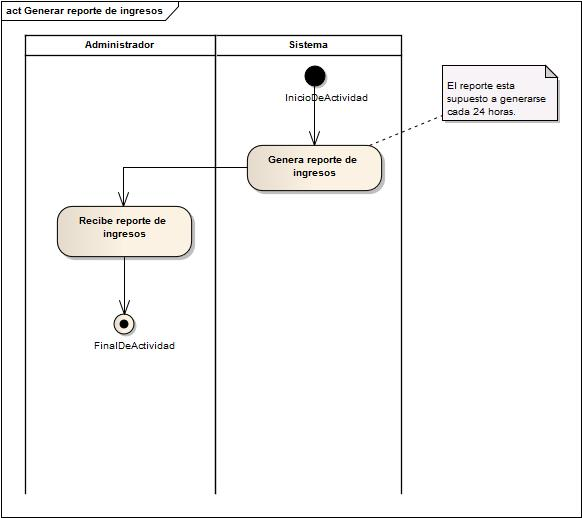 act Generar reporte de ingresos
Administrador
Sistema
InicioDeActividad
El reporte esta
supuesto a generarse
cada 24 horas.
Genera reporte de
ingresos
Recibe reporte de
ingresos
FinalDeActividad